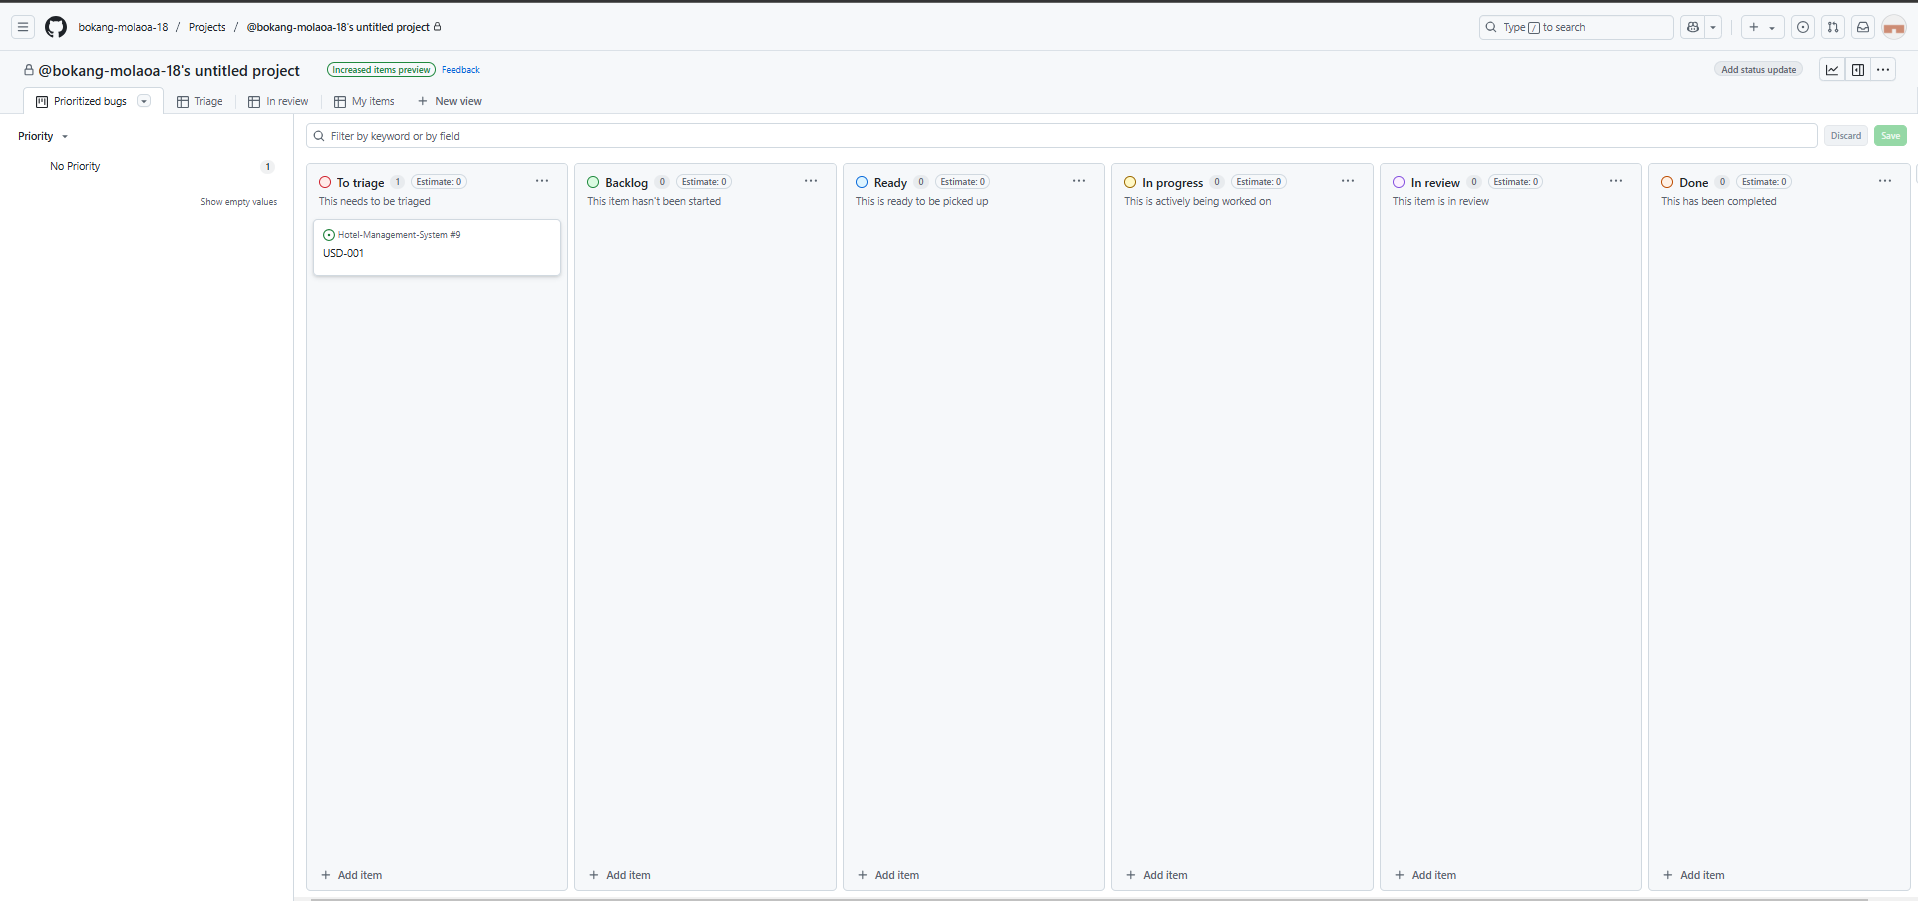 bokang-molaoa-18 / Projects / @bokang-molaoa-18's untitled project
Type / to search
@bokang-molaoa-18's untitled project
Increased items preview
Feedback
Add status update
Prioritized bugs
Triage
In review
My items
New view
Priority
No Priority 1
Show empty values
Filter by keyword or by field
Discard
Save
To triage 1 Estimate: 0
This needs to be triaged
Hotel-Management-System #9
USD-001
Add item
Backlog 0 Estimate: 0
This item hasn't been started
Add item
Ready 0 Estimate: 0
This is ready to be picked up
Add item
In progress 0 Estimate: 0
This is actively being worked on
Add item
In review 0 Estimate: 0
This item is in review
Add item
Done 0 Estimate: 0
This has been completed
Add item